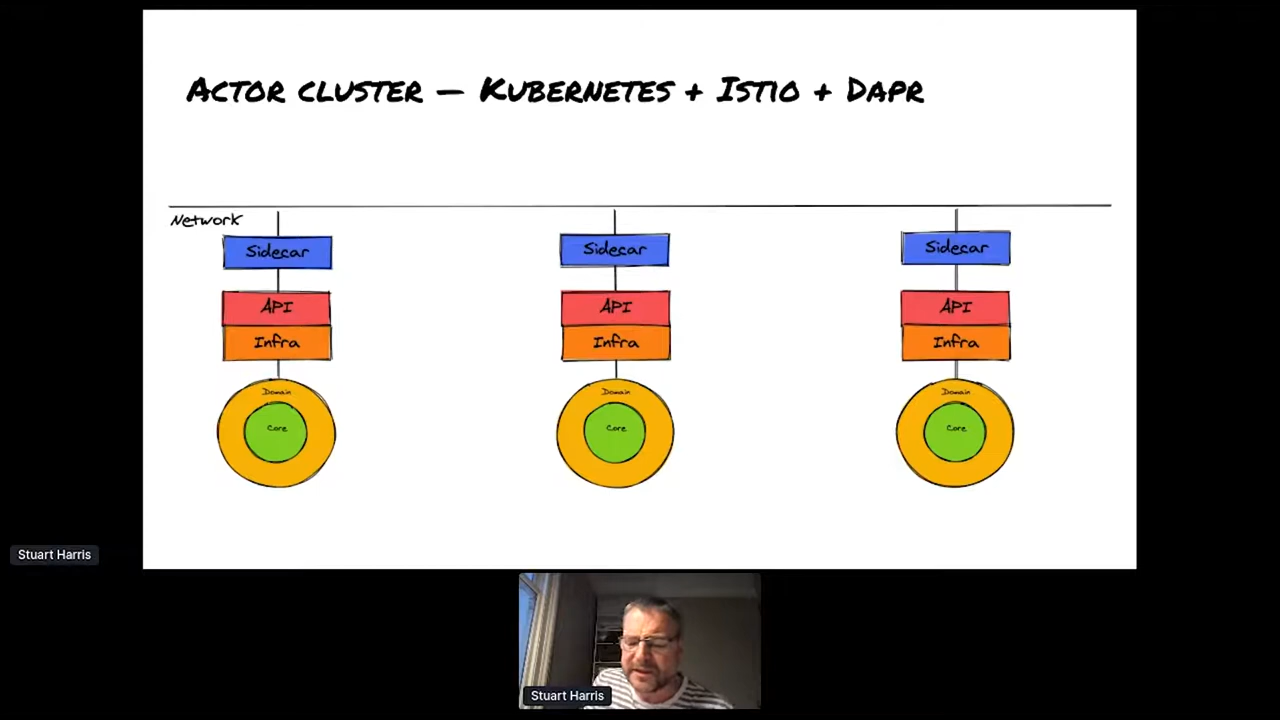 Actor cluster — Kubernetes + Istio + Dapr
Network
Sidecar
Sidecar
Sidecar
API
API
API
Infra
Infra
Infra
Domain
Domain
Domain
Core
Core
Core
Stuart Harris
Stuart Harris